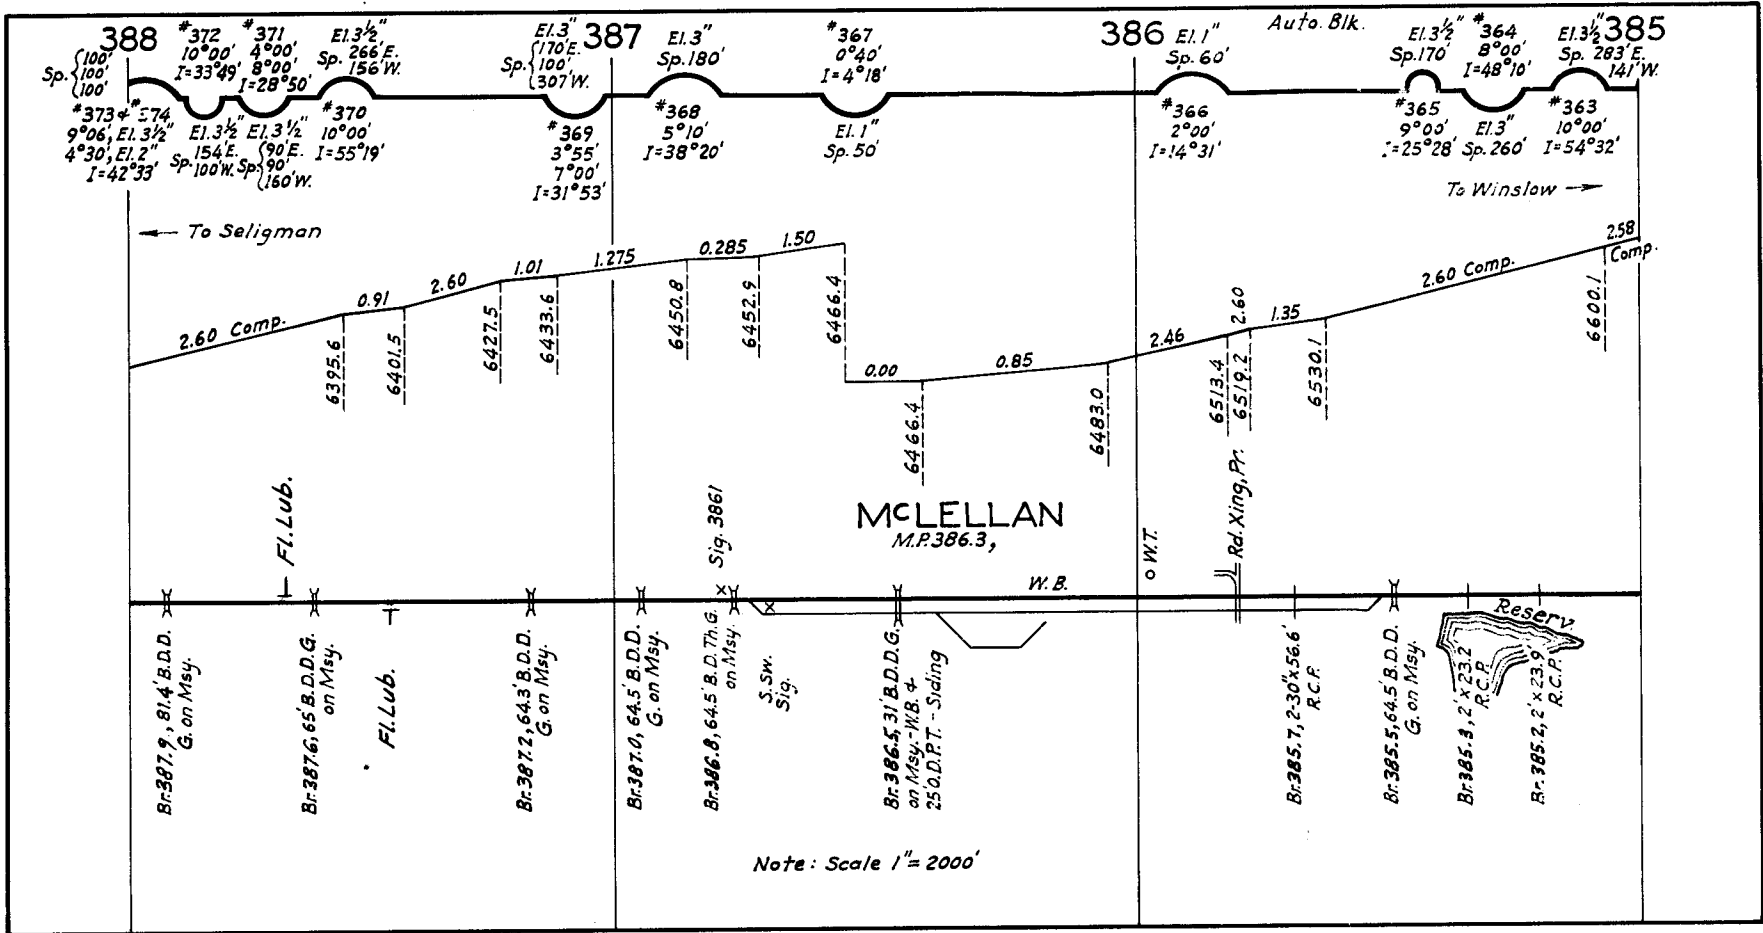 388
Sp. {100'
100'
100'
#372
10°00'
I=33°49'
#371
4°00'
8°00'
I=28°50'
El.3½"
Sp. 266'E.
156'W.
El.3"
Sp. {170'E.
100'
307'W.
387
El.3"
Sp.180'
#367
0°40'
I=4°18'
386
El.1"
Sp.60'
Auto. Blk.
El.3½"
Sp.170'
#364
8°00'
I=48°10'
El.3½"
Sp. 283'E.
141'W.
385
#373 & #374
9°06', El.3½"
4°30', El.2"
I=42°33'
El.3½"
Sp. 154'E.
100'W.
El.3½"
Sp. {90'E.
90'
160'W.
#370
10°00'
I=55°19'
#369
3°55'
7°00'
I=31°53'
#368
5°10'
I=38°20'
El.1"
Sp.50'
#366
2°00'
I=14°31'
#365
9°00'
I=25°28'
El.3"
Sp.260'
#363
10°00'
I=54°32'
← To Seligman
To Winslow →
2.60 Comp.
0.91
2.60
1.01
1.275
0.285
1.50
0.00
0.85
2.46
2.60
1.35
2.60 Comp.
2.58
Comp.
6395.6
6401.5
6427.5
6433.6
6450.8
6452.9
6466.4
6466.4
6483.0
6513.4
6519.2
6530.1
6600.1
McLELLAN
M.P.386.3,
Fl.Lub.
Fl.Lub.
Sig. 3861
W.T.
Rd.Xing,Pr.
W.B.
Reserv.
S.Sw.
Sig.
Br.387.9, 81.4' B.D.D.
G. on Msy.
Br.387.6, 65' B.D.D.G.
on Msy.
Br.387.2, 64.3' B.D.D.
G. on Msy.
Br.387.0, 64.5' B.D.D.
G. on Msy.
Br.386.8, 64.5' B.D.Th.G.
on Msy.
Br.386.5, 31' B.D.D.G.
on Msy.-W.B. &
25'O.D.P.T.-Siding
Br.385.7, 2-30"x56.6'
R.C.P.
Br.385.5, 64.5' B.D.D.
G. on Msy.
Br.385.3, 2'x23.2'
R.C.P.
Br.385.2, 2'x23.9'
R.C.P.
Note: Scale 1"=2000'